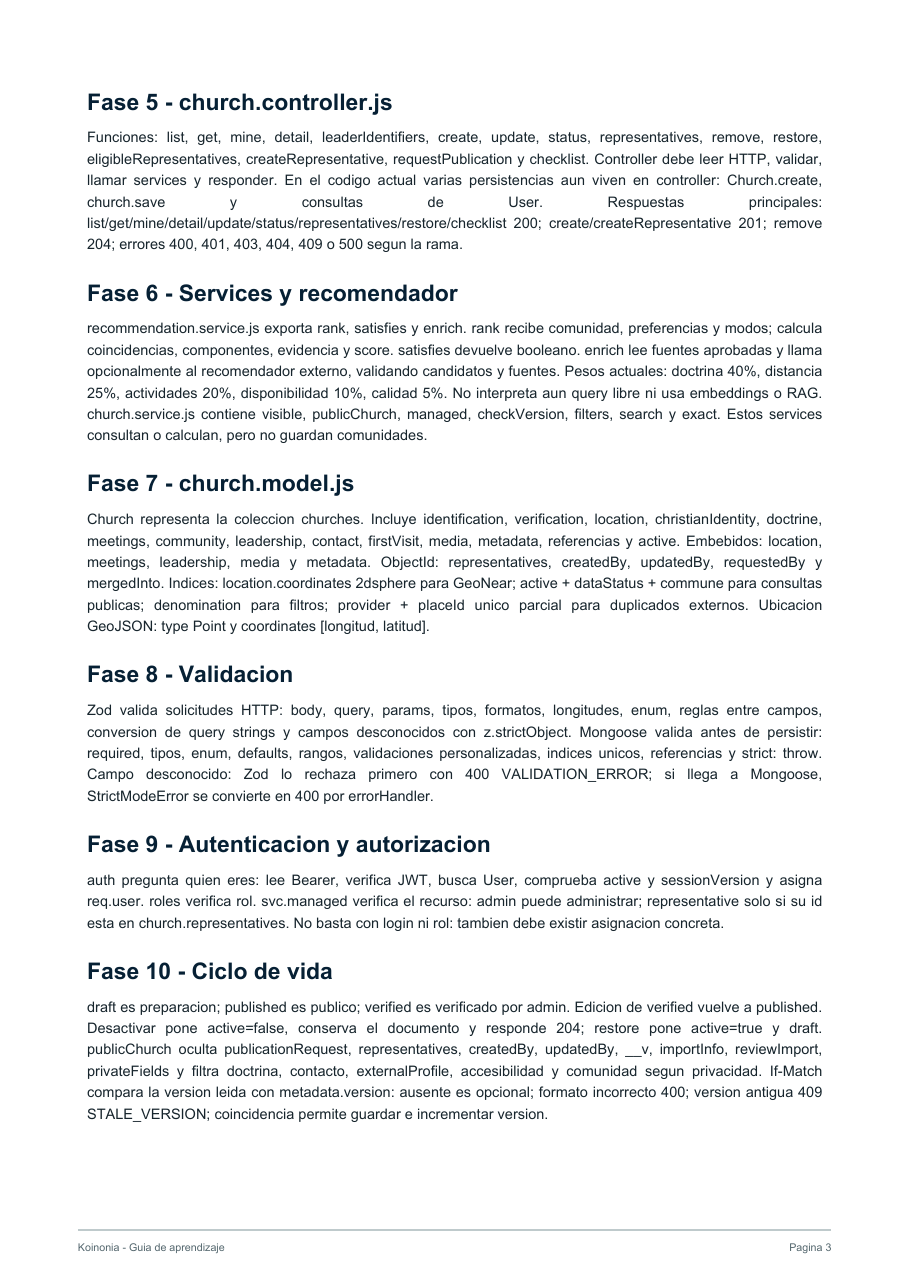 Fase 5 - church.controller.js
Funciones: list, get, mine, detail, leaderIdentifiers, create, update, status, representatives, remove, restore,
eligibleRepresentatives, createRepresentative, requestPublication y checklist. Controller debe leer HTTP, validar,
llamar services y responder. En el codigo actual varias persistencias aun viven en controller: Church.create,
church.save y consultas de User. Respuestas principales:
list/get/mine/detail/update/status/representatives/restore/checklist 200; create/createRepresentative 201; remove
204; errores 400, 401, 403, 404, 409 o 500 segun la rama.
Fase 6 - Services y recomendador
recommendation.service.js exporta rank, satisfies y enrich. rank recibe comunidad, preferencias y modos; calcula
coincidencias, componentes, evidencia y score. satisfies devuelve booleano. enrich lee fuentes aprobadas y llama
opcionalmente al recomendador externo, validando candidatos y fuentes. Pesos actuales: doctrina 40%, distancia
25%, actividades 20%, disponibilidad 10%, calidad 5%. No interpreta aun query libre ni usa embeddings o RAG.
church.service.js contiene visible, publicChurch, managed, checkVersion, filters, search y exact. Estos services
consultan o calculan, pero no guardan comunidades.
Fase 7 - church.model.js
Church representa la coleccion churches. Incluye identification, verification, location, christianIdentity, doctrine,
meetings, community, leadership, contact, firstVisit, media, metadata, referencias y active. Embebidos: location,
meetings, leadership, media y metadata. ObjectId: representatives, createdBy, updatedBy, requestedBy y
mergedInto. Indices: location.coordinates 2dsphere para GeoNear; active + dataStatus + commune para consultas
publicas; denomination para filtros; provider + placeId unico parcial para duplicados externos. Ubicacion
GeoJSON: type Point y coordinates [longitud, latitud].
Fase 8 - Validacion
Zod valida solicitudes HTTP: body, query, params, tipos, formatos, longitudes, enum, reglas entre campos,
conversion de query strings y campos desconocidos con z.strictObject. Mongoose valida antes de persistir:
required, tipos, enum, defaults, rangos, validaciones personalizadas, indices unicos, referencias y strict: throw.
Campo desconocido: Zod lo rechaza primero con 400 VALIDATION_ERROR; si llega a Mongoose,
StrictModeError se convierte en 400 por errorHandler.
Fase 9 - Autenticacion y autorizacion
auth pregunta quien eres: lee Bearer, verifica JWT, busca User, comprueba active y sessionVersion y asigna
req.user. roles verifica rol. svc.managed verifica el recurso: admin puede administrar; representative solo si su id
esta en church.representatives. No basta con login ni rol: tambien debe existir asignacion concreta.
Fase 10 - Ciclo de vida
draft es preparacion; published es publico; verified es verificado por admin. Edicion de verified vuelve a published.
Desactivar pone active=false, conserva el documento y responde 204; restore pone active=true y draft.
publicChurch oculta publicationRequest, representatives, createdBy, updatedBy, __v, importInfo, reviewImport,
privateFields y filtra doctrina, contacto, externalProfile, accesibilidad y comunidad segun privacidad. If-Match
compara la version leida con metadata.version: ausente es opcional; formato incorrecto 400; version antigua 409
STALE_VERSION; coincidencia permite guardar e incrementar version.
Koinonia - Guia de aprendizaje
Pagina 3